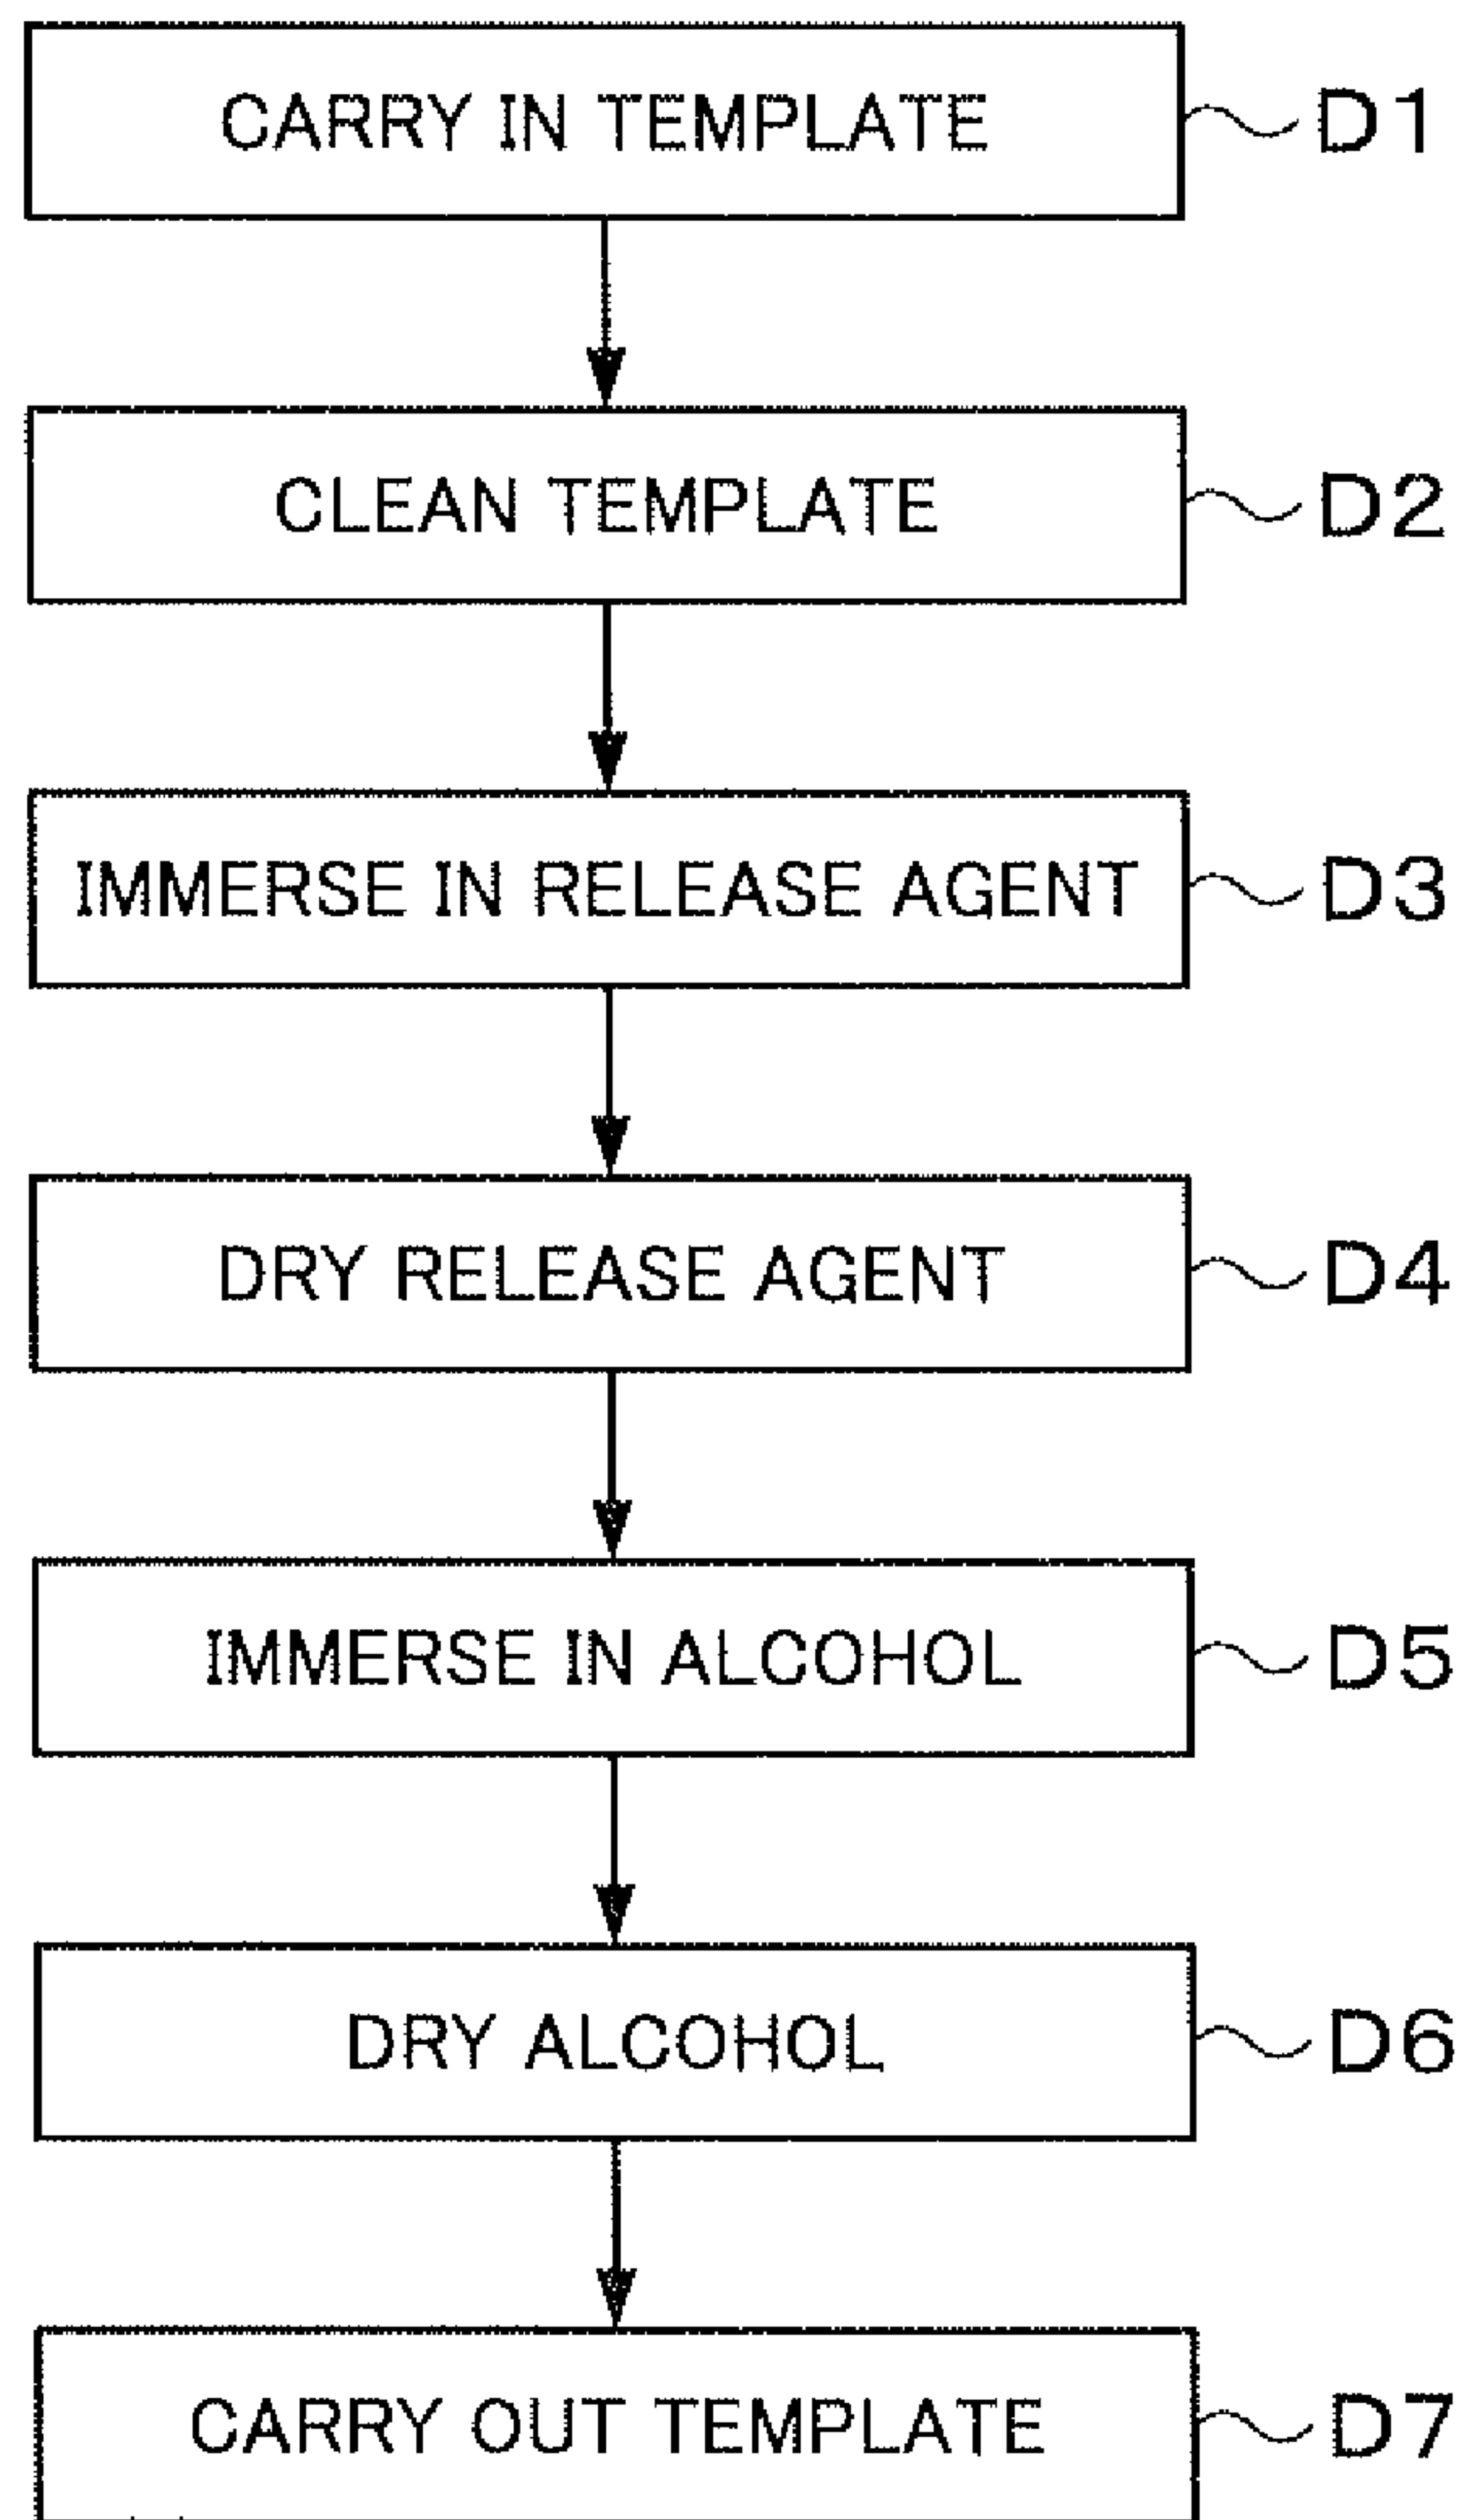 CARRY IN TEMPLATE D1
CLEAN TEMPLATE D2
IMMERSE IN RELEASE AGENT D3
DRY RELEASE AGENT D4
IMMERSE IN ALCOHOL D5
DRY ALCOHOL D6
CARRY OUT TEMPLATE D7